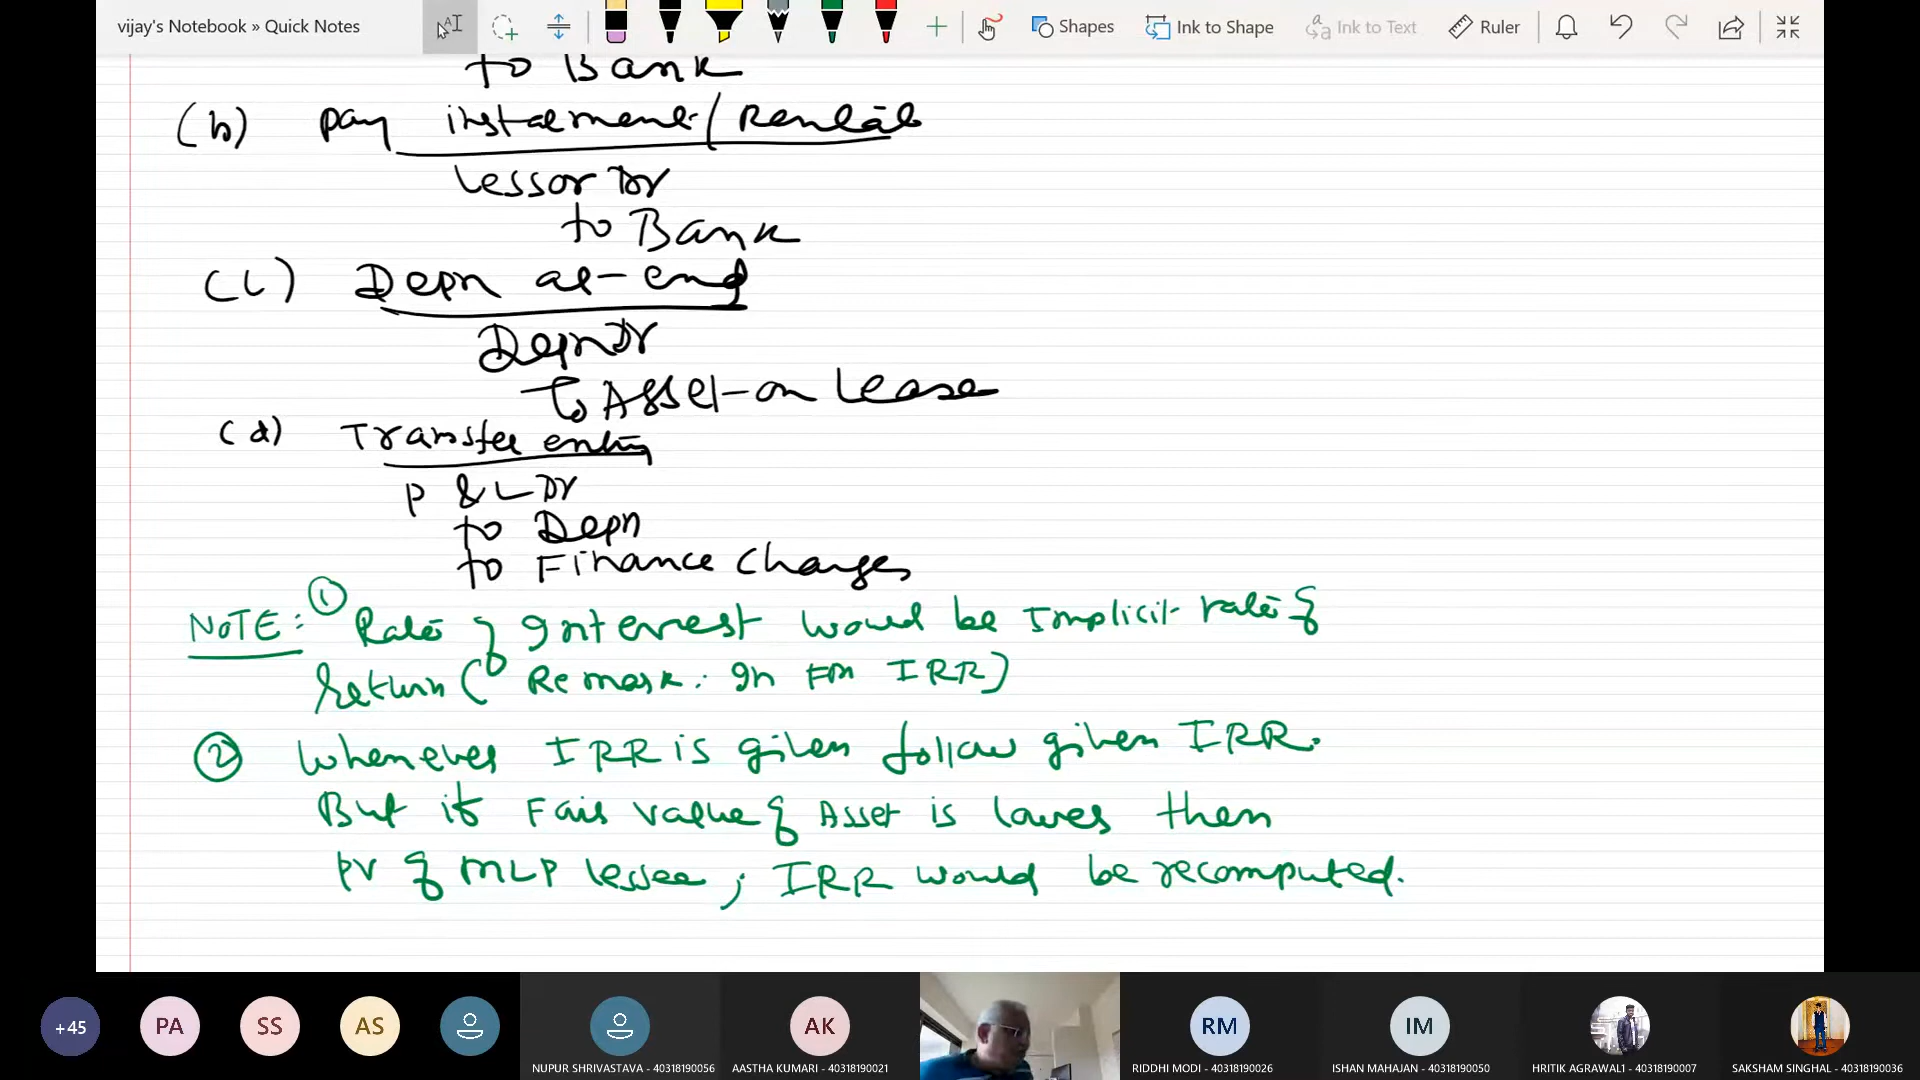 vijay's Notebook » Quick Notes
Shapes
Ink to Shape
Ink to Text
Ruler
to Bank
(b) pay instalment/Rentals
Lessor Dr
to Bank
(c) Depn at end
Depn Dr
to Asset on Lease
(d) Transfer entry
P & L Dr
to Depn
to Finance Charges
NOTE: ① Rate of Interest would be Implicit rate of
Return (Remark: In Fm IRR)
② Whenever IRR is given follow given IRR.
But if Fair value of Asset is lower then
PV of MLP lessee, IRR would be recomputed.
+45
PA
SS
AS
AK
RM
IM
NUPUR SHRIVASTAVA - 40318190056
AASTHA KUMARI - 40318190021
RIDDHI MODI - 40318190026
ISHAN MAHAJAN - 40318190050
HRITIK AGRAWAL1 - 40318190007
SAKSHAM SINGHAL - 40318190036